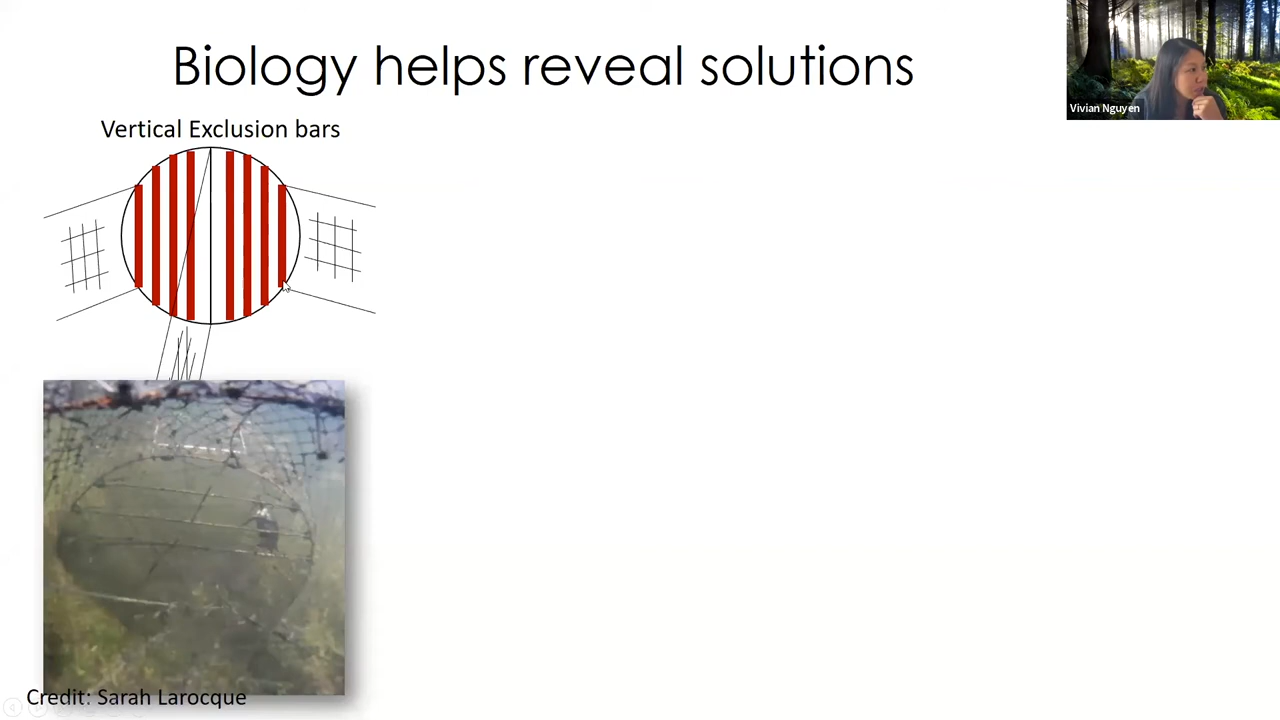 Biology helps reveal solutions
Vivian Nguyen
Vertical Exclusion bars
Credit: Sarah Larocque